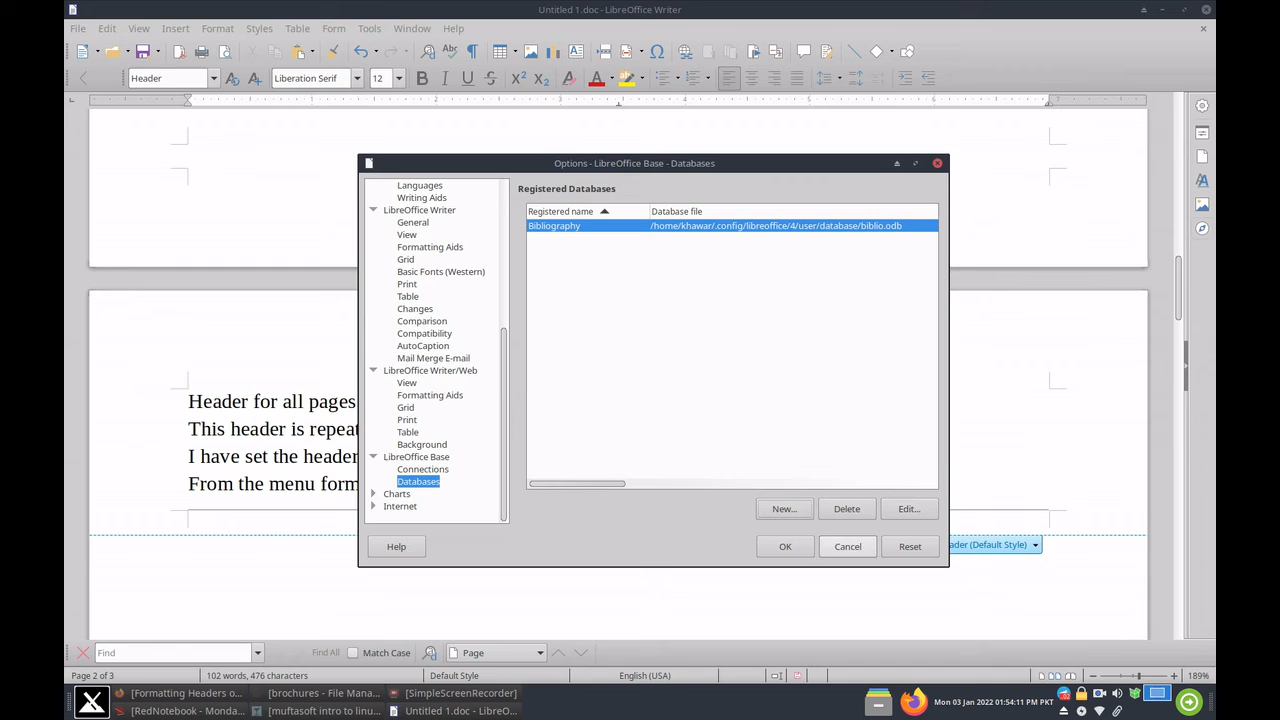 Untitled 1.doc - LibreOffice Writer
File Edit View Insert Format Styles Table Form Tools Window Help
Header Liberation Serif 12
Options - LibreOffice Base - Databases
Languages
Writing Aids
LibreOffice Writer
General
View
Formatting Aids
Grid
Basic Fonts (Western)
Print
Table
Changes
Comparison
Compatibility
AutoCaption
Mail Merge E-mail
LibreOffice Writer/Web
View
Formatting Aids
Grid
Print
Table
Background
LibreOffice Base
Connections
Databases
Charts
Internet
Registered Databases
Registered name Database file
Bibliography /home/khawar/.config/libreoffice/4/user/database/biblio.odb
New... Delete Edit...
Help OK Cancel Reset
Header for all pages
This header is repeat
I have set the header
From the menu form
ader (Default Style)
Find Find All Match Case Page
Page 2 of 3 102 words, 476 characters Default Style English (USA) 189%
[Formatting Headers o... [brochures - File Mana... [SimpleScreenRecorder]
[RedNotebook - Monda... [muftasoft intro to linu... Untitled 1.doc - LibreO...
Mon 03 Jan 2022 01:54:11 PM PKT